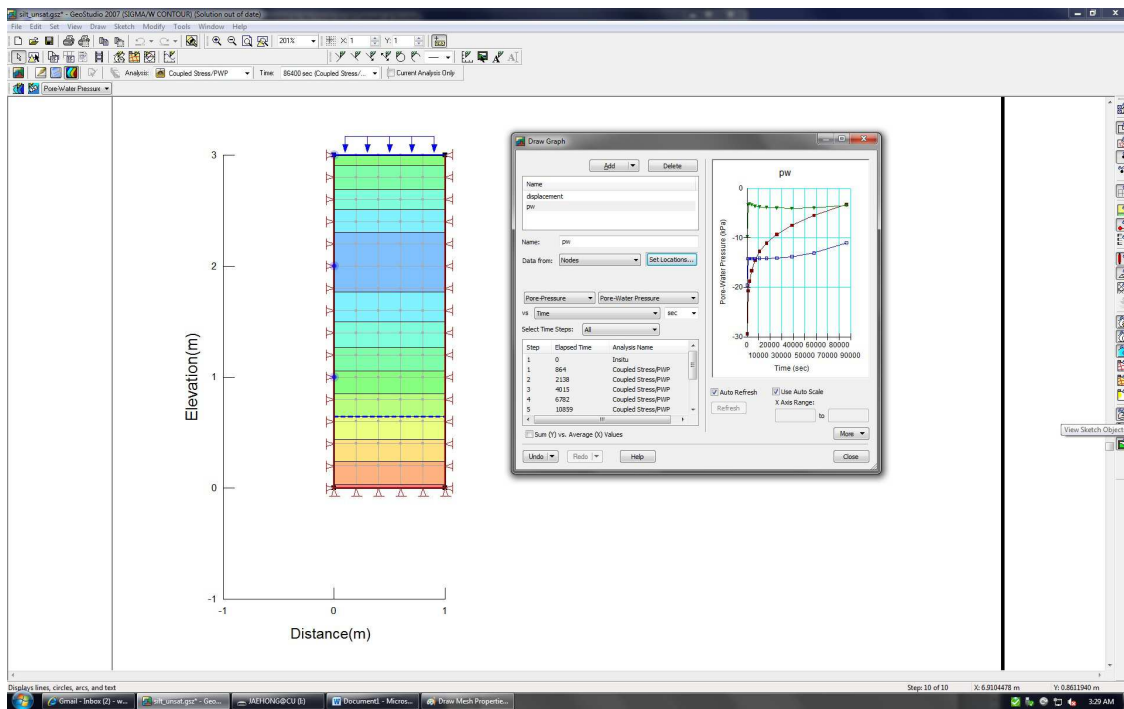 silt_unsat.gsz* - GeoStudio 2007 (SIGMA/W CONTOUR) (Solution out of date)
File Edit Set View Draw Sketch Modify Tools Window Help
201% X: 1 Y: 1
Analysis: Coupled Stress/PWP Time: 86400 sec (Coupled Stress/... Current Analysis Only
Pore-Water Pressure
3
2
1
0
-1
-1 0 1
Elevation(m)
Distance(m)
Draw Graph
Add Delete
Name
displacement
pw
Name: pw
Data from: Nodes Set Locations...
Pore-Pressure Pore-Water Pressure
vs Time sec
Select Time Steps: All
Step Elapsed Time Analysis Name
1 0 Insitu
1 864 Coupled Stress/PWP
2 2138 Coupled Stress/PWP
3 4015 Coupled Stress/PWP
4 6782 Coupled Stress/PWP
5 10859 Coupled Stress/PWP
Sum (Y) vs. Average (X) Values
Undo Redo Help
pw
Pore-Water Pressure (kPa)
0
-10
-20
-30
0 20000 40000 60000 80000
10000 30000 50000 70000 90000
Time (sec)
Auto Refresh Use Auto Scale
Refresh X Axis Range:
to
More
Close
View Sketch Object
Displays lines, circles, arcs, and text
Step: 10 of 10 X: 6.9104478 m Y: 0.8611940 m
Gmail - Inbox (2) - w... silt_unsat.gsz* - Geo... JAEHONG@CU (I:) Document1 - Micros... Draw Mesh Propertie... 3:29 AM